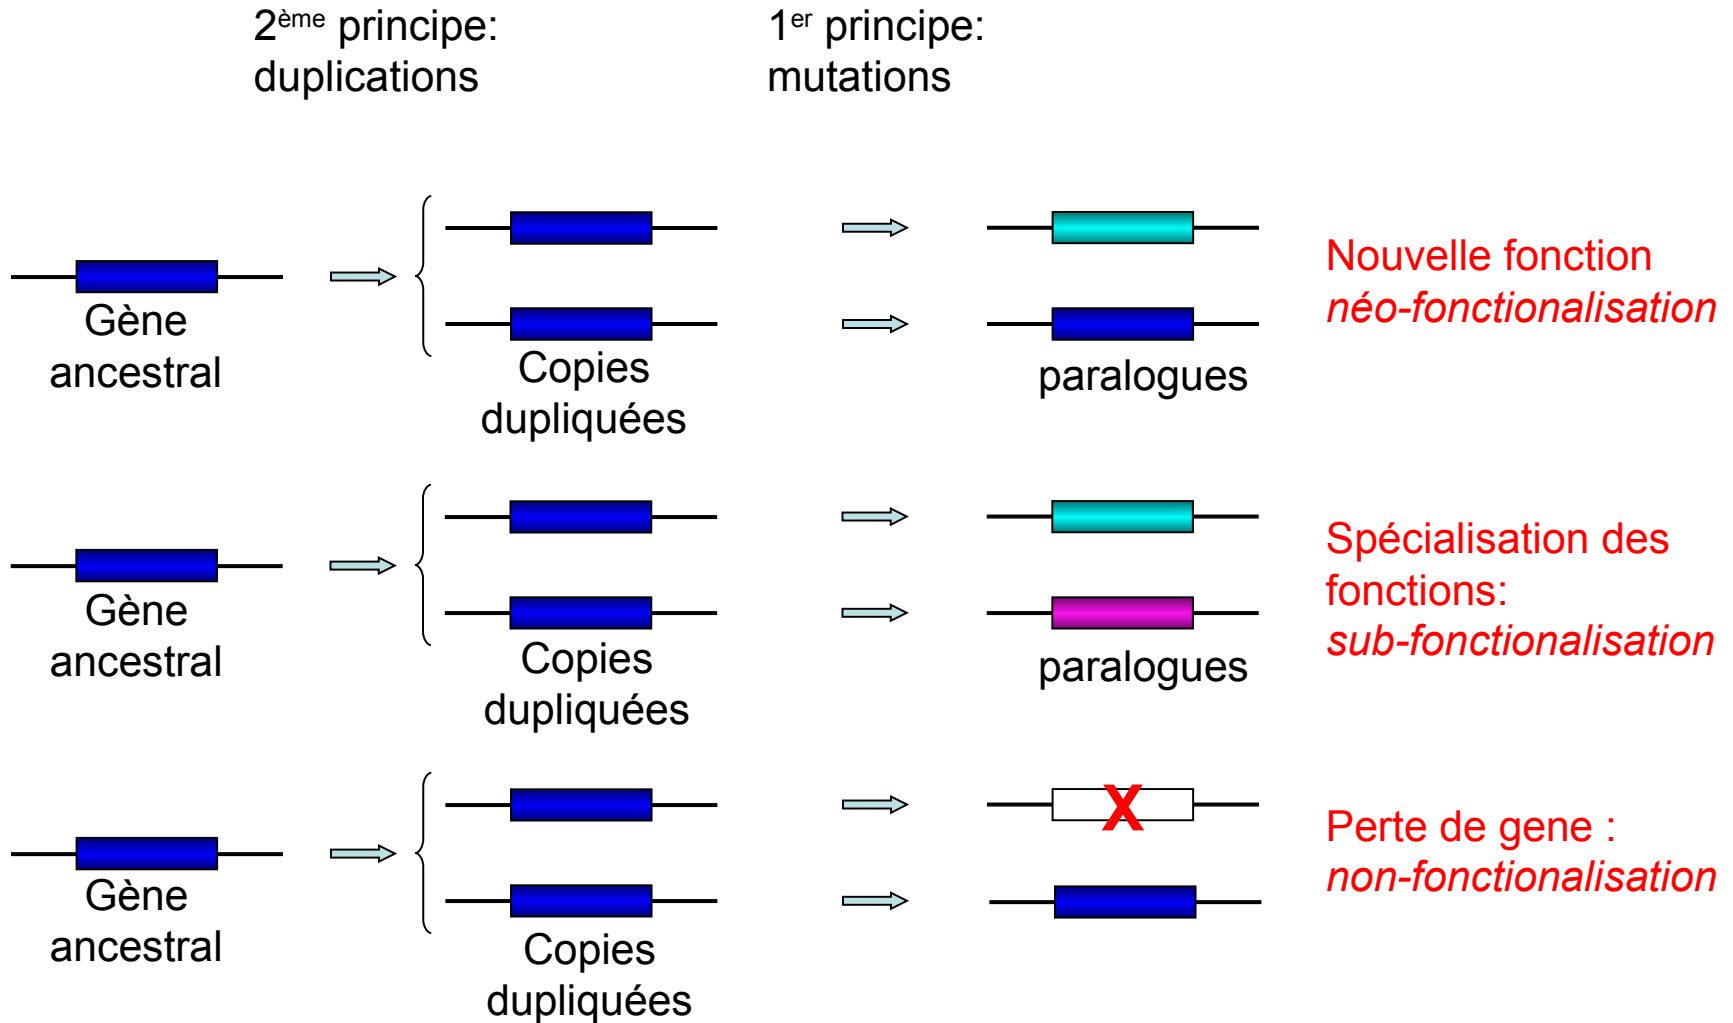 2ème principe:
duplications
1er principe:
mutations
Gène
ancestral
Copies
dupliquées
paralogues
Nouvelle fonction
néo-fonctionalisation
Gène
ancestral
Copies
dupliquées
paralogues
Spécialisation des
fonctions:
sub-fonctionalisation
Gène
ancestral
Copies
dupliquées
X
Perte de gene :
non-fonctionalisation